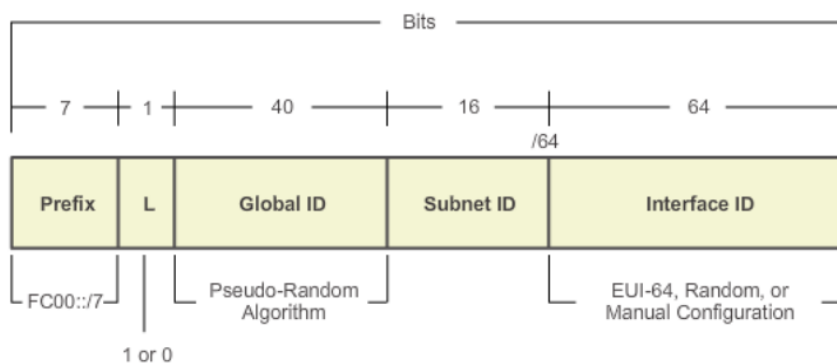 Bits
7 1 40 16 64
/64
Prefix L Global ID Subnet ID Interface ID
FC00::/7 Pseudo-Random EUI-64, Random, or
Algorithm Manual Configuration
1 or 0